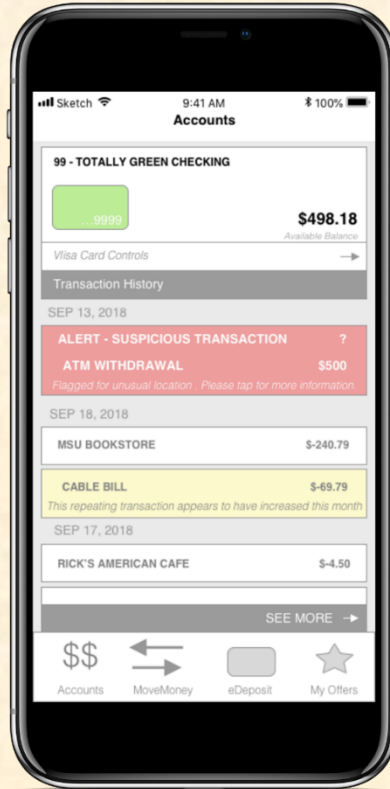 Sketch 9:41 AM 100%
Accounts
99 - TOTALLY GREEN CHECKING
...9999
$498.18
Available Balance
VIisa Card Controls
Transaction History
SEP 13, 2018
ALERT - SUSPICIOUS TRANSACTION ?
ATM WITHDRAWAL $500
Flagged for unusual location . Please tap for more information.
SEP 18, 2018
MSU BOOKSTORE $-240.79
CABLE BILL $-69.79
This repeating transaction appears to have increased this month
SEP 17, 2018
RICK'S AMERICAN CAFE $-4.50
SEE MORE
$$
Accounts MoveMoney eDeposit My Offers